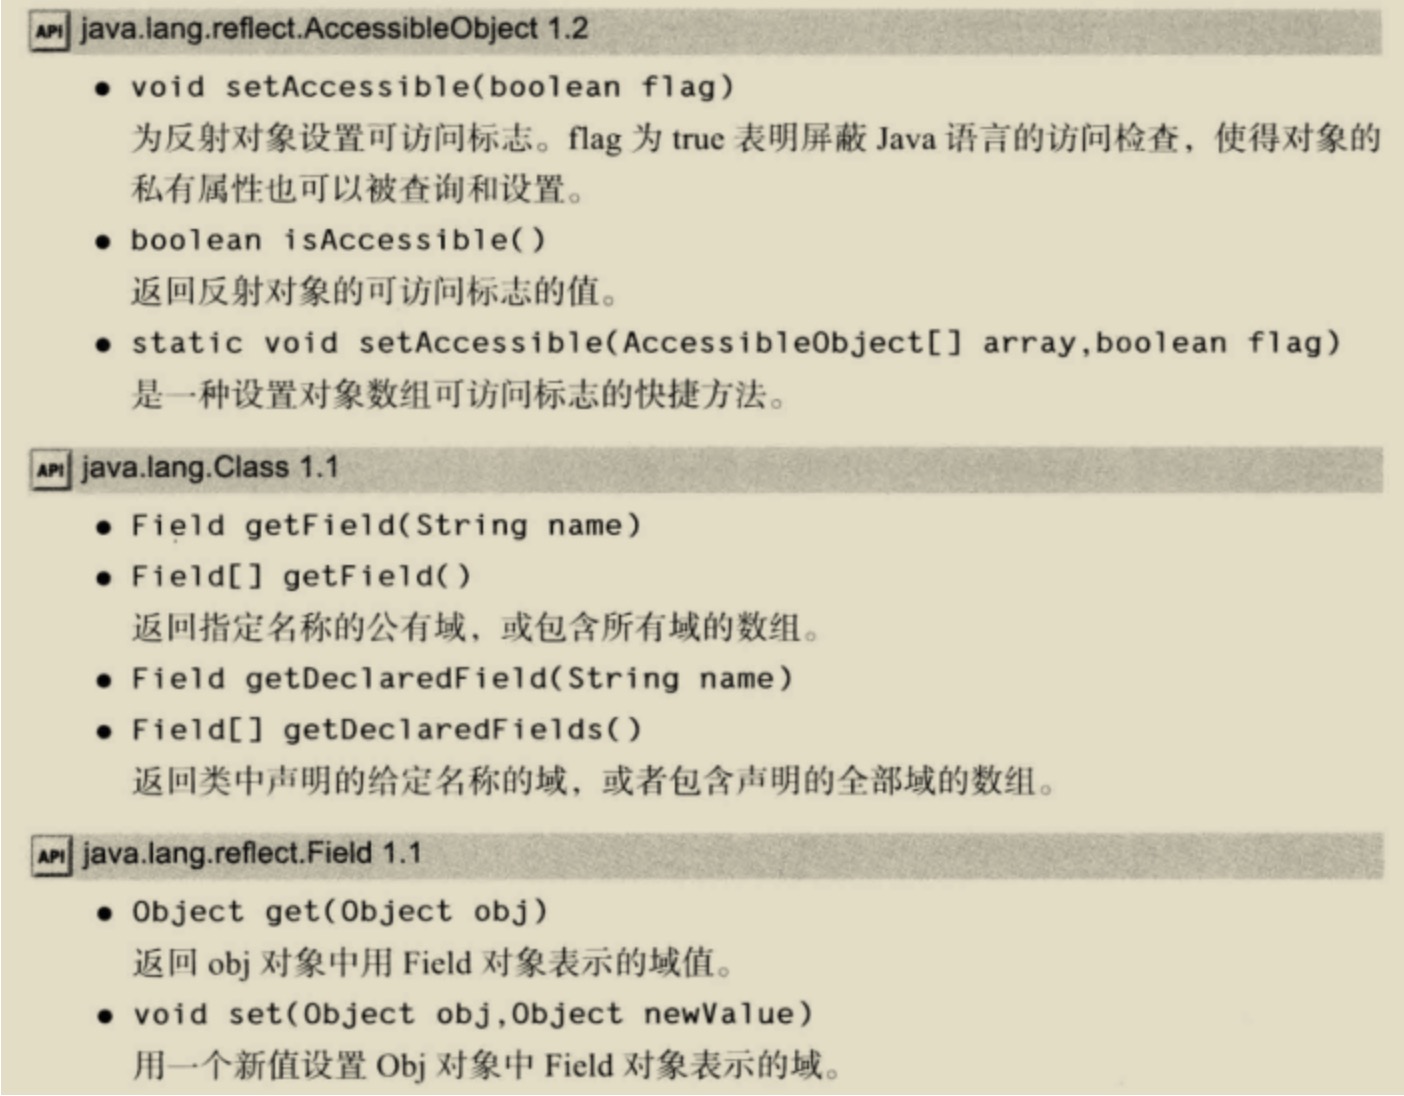 API java.lang.reflect.AccessibleObject 1.2
● void setAccessible(boolean flag)
为反射对象设置可访问标志。flag 为 true 表明屏蔽 Java 语言的访问检查，使得对象的
私有属性也可以被查询和设置。
● boolean isAccessible()
返回反射对象的可访问标志的值。
● static void setAccessible(AccessibleObject[] array,boolean flag)
是一种设置对象数组可访问标志的快捷方法。
API java.lang.Class 1.1
● Field getField(String name)
● Field[] getField()
返回指定名称的公有域，或包含所有域的数组。
● Field getDeclaredField(String name)
● Field[] getDeclaredFields()
返回类中声明的给定名称的域，或者包含声明的全部域的数组。
API java.lang.reflect.Field 1.1
● Object get(Object obj)
返回 obj 对象中用 Field 对象表示的域值。
● void set(Object obj,Object newValue)
用一个新值设置 Obj 对象中 Field 对象表示的域。